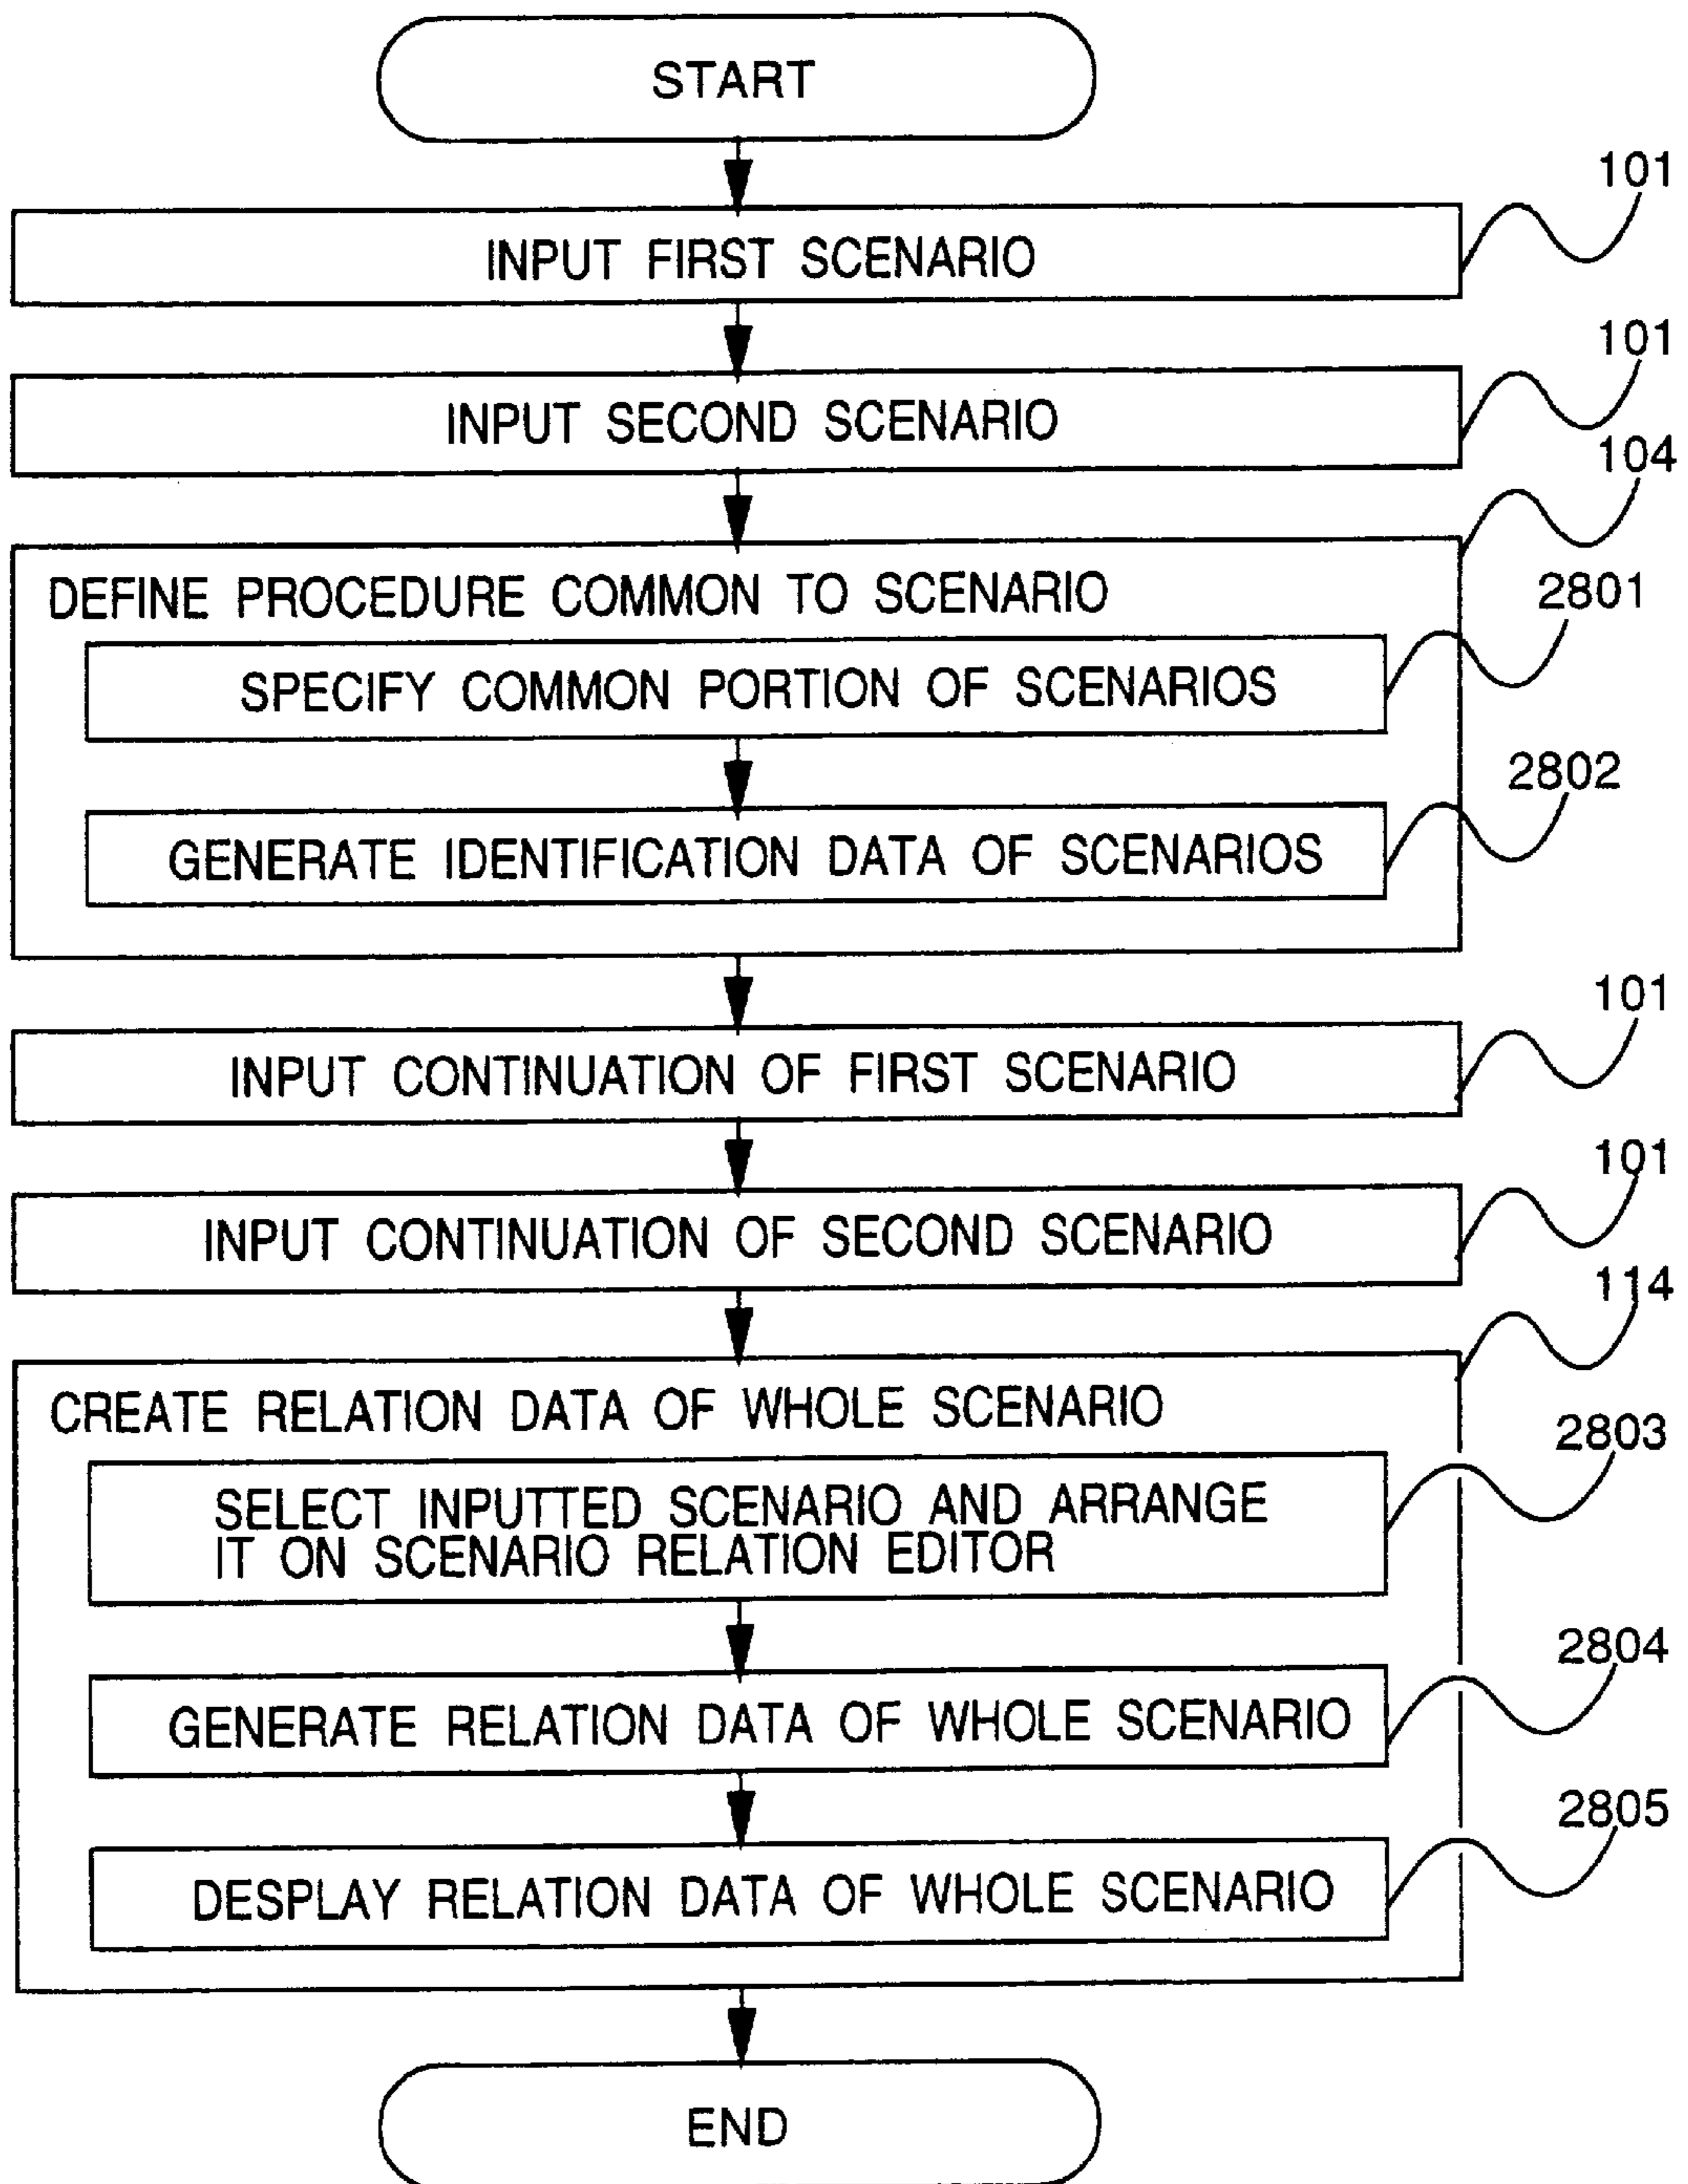 START
101
INPUT FIRST SCENARIO
101
INPUT SECOND SCENARIO
104
DEFINE PROCEDURE COMMON TO SCENARIO
2801
SPECIFY COMMON PORTION OF SCENARIOS
2802
GENERATE IDENTIFICATION DATA OF SCENARIOS
101
INPUT CONTINUATION OF FIRST SCENARIO
101
INPUT CONTINUATION OF SECOND SCENARIO
114
CREATE RELATION DATA OF WHOLE SCENARIO
2803
SELECT INPUTTED SCENARIO AND ARRANGE
IT ON SCENARIO RELATION EDITOR
2804
GENERATE RELATION DATA OF WHOLE SCENARIO
2805
DESPLAY RELATION DATA OF WHOLE SCENARIO
END